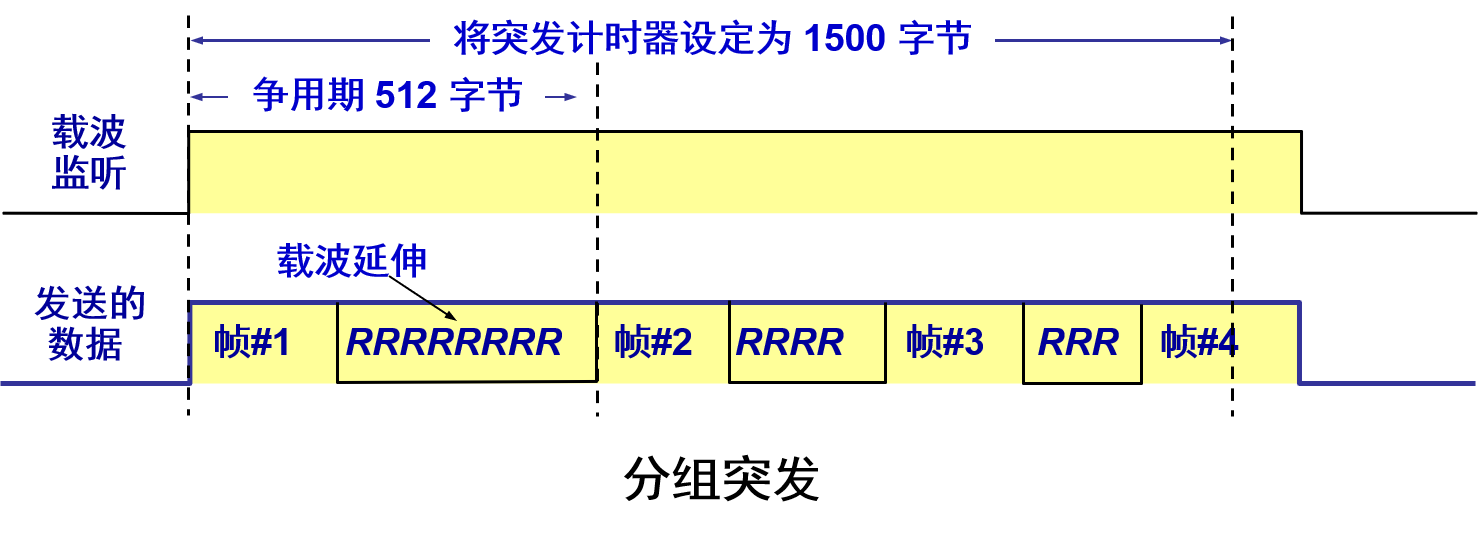 将突发计时器设定为 1500 字节
争用期 512 字节
载波
监听
载波延伸
发送的
数据
帧#1
RRRRRRRR
帧#2
RRRR
帧#3
RRR
帧#4
分组突发